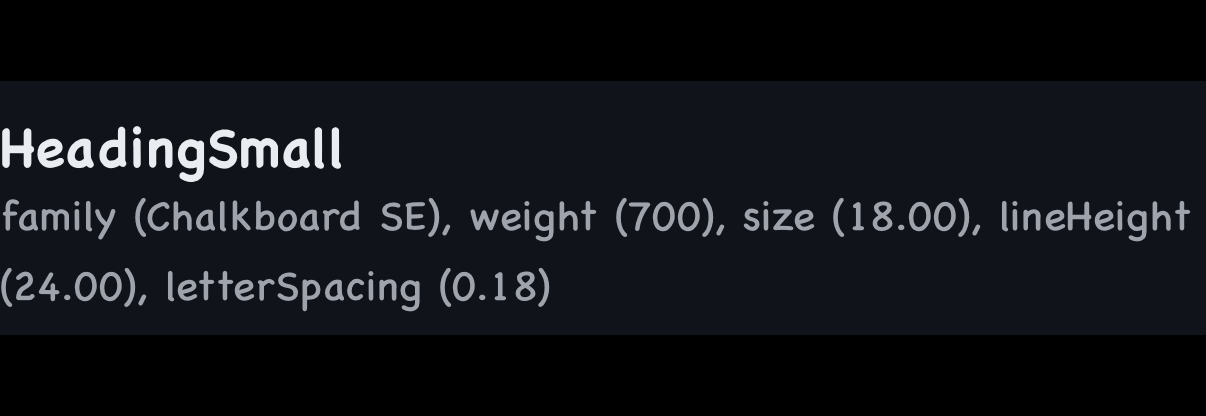 HeadingSmall
family (Chalkboard SE), weight (700), size (18.00), lineHeight
(24.00), letterSpacing (0.18)